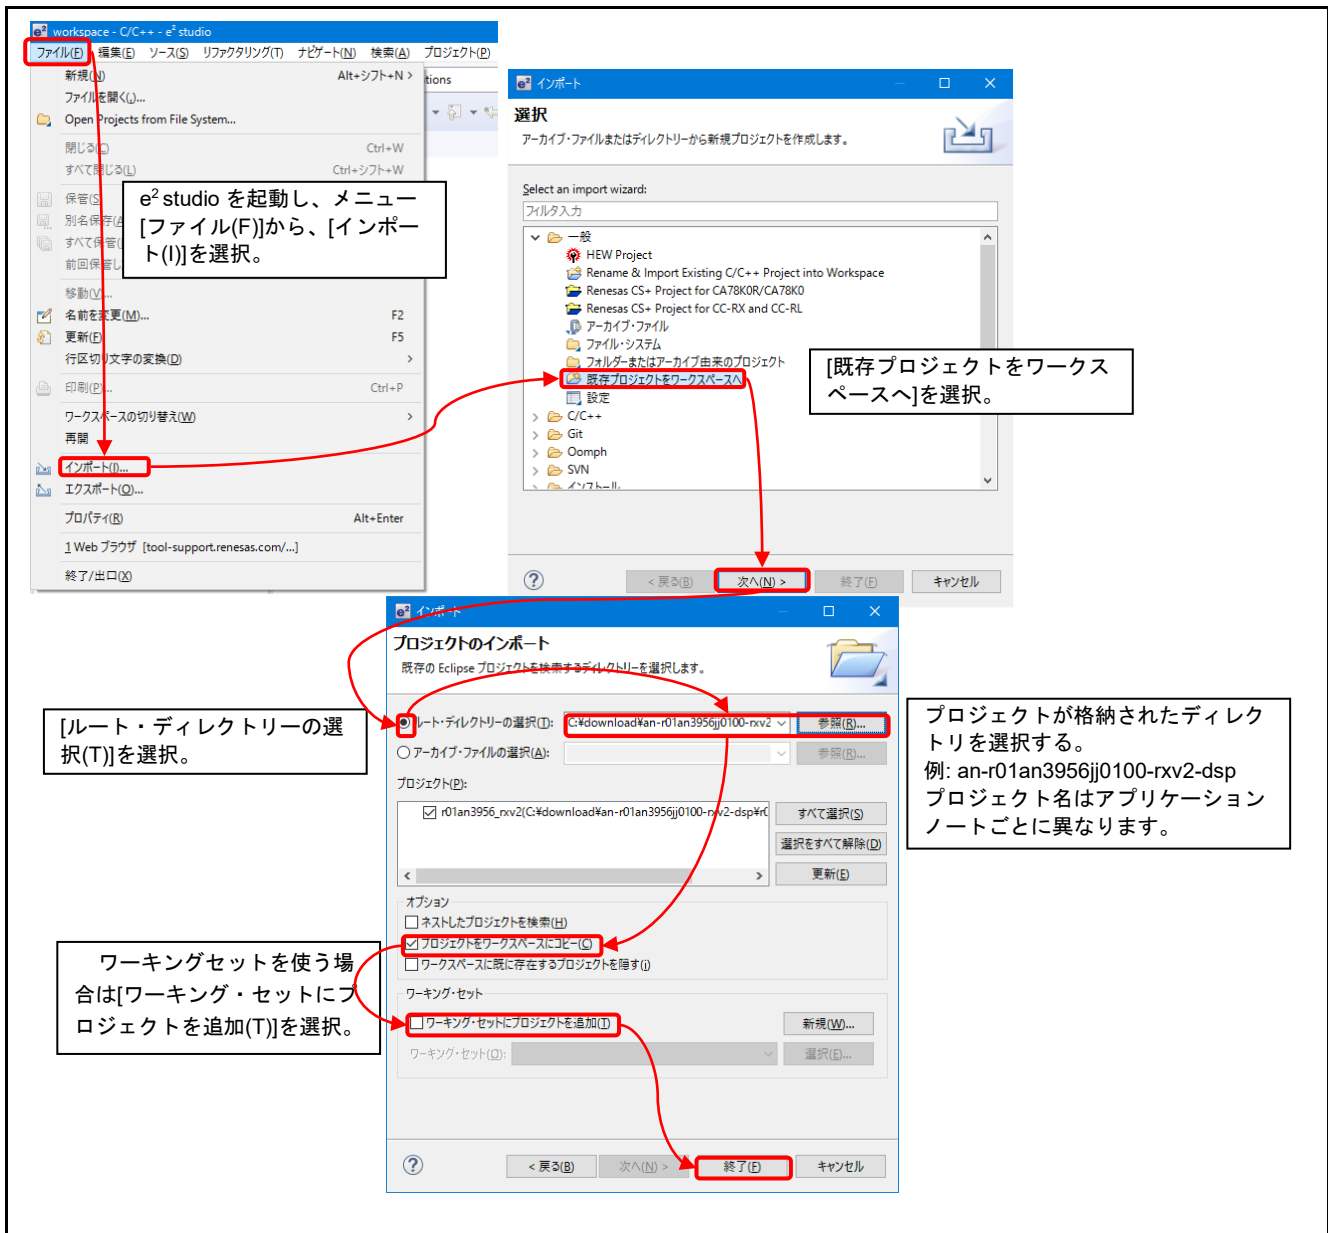 workspace - C/C++ - e² studio
ファイル(F) 編集(E) ソース(S) リファクタリング(T) ナビゲート(N) 検索(A) プロジェクト(P)
新規(N) Alt+シフト+N >
ファイルを開く(.)...
Open Projects from File System...
閉じる(C) Ctrl+W
すべて閉じる(L) Ctrl+シフト+W
保管(S)
別名保存(A)
すべて保管(
前回保管し
移動(V)...
名前を変更(M)... F2
更新(F) F5
行区切り文字の変換(D) >
印刷(P)... Ctrl+P
ワークスペースの切り替え(W) >
再開
インポート(I)...
エクスポート(O)...
プロパティ(R) Alt+Enter
1 Web ブラウザ [tool-support.renesas.com/...]
終了/出口(X)
tions
e² studio を起動し、メニュー
[ファイル(F)]から、[インポー
ト(I)]を選択。
e² インポート
選択
アーカイブ・ファイルまたはディレクトリーから新規プロジェクトを作成します。
Select an import wizard:
フィルタ入力
一般
HEW Project
Rename & Import Existing C/C++ Project into Workspace
Renesas CS+ Project for CA78K0R/CA78K0
Renesas CS+ Project for CC-RX and CC-RL
アーカイブ・ファイル
ファイル・システム
フォルダーまたはアーカイブ由来のプロジェクト
既存プロジェクトをワークスペースへ
設定
> C/C++
> Git
> Oomph
> SVN
> インストール
< 戻る(B) 次へ(N) > 終了(F) キャンセル
[既存プロジェクトをワークス
ペースへ]を選択。
e² インポート
プロジェクトのインポート
既存の Eclipse プロジェクトを検索するディレクトリーを選択します。
ルート・ディレクトリーの選択(T): C:¥download¥an-r01an3956jj0100-rxv2 参照(R)...
アーカイブ・ファイルの選択(A): 参照(R)...
プロジェクト(P):
r01an3956_rxv2(C:¥download¥an-r01an3956jj0100-rxv2-dsp¥r0 すべて選択(S)
選択をすべて解除(D)
更新(E)
オプション
ネストしたプロジェクトを検索(H)
プロジェクトをワークスペースにコピー(C)
ワークスペースに既に存在するプロジェクトを隠す(i)
ワーキング・セット
ワーキング・セットにプロジェクトを追加(T) 新規(W)...
ワーキング・セット(O): 選択(E)...
< 戻る(B) 次へ(N) > 終了(F) キャンセル
[ルート・ディレクトリーの選
択(T)]を選択。
プロジェクトが格納されたディレク
トリを選択する。
例: an-r01an3956jj0100-rxv2-dsp
プロジェクト名はアプリケーション
ノートごとに異なります。
ワーキングセットを使う場
合は[ワーキング・セットにプ
ロジェクトを追加(T)]を選択。